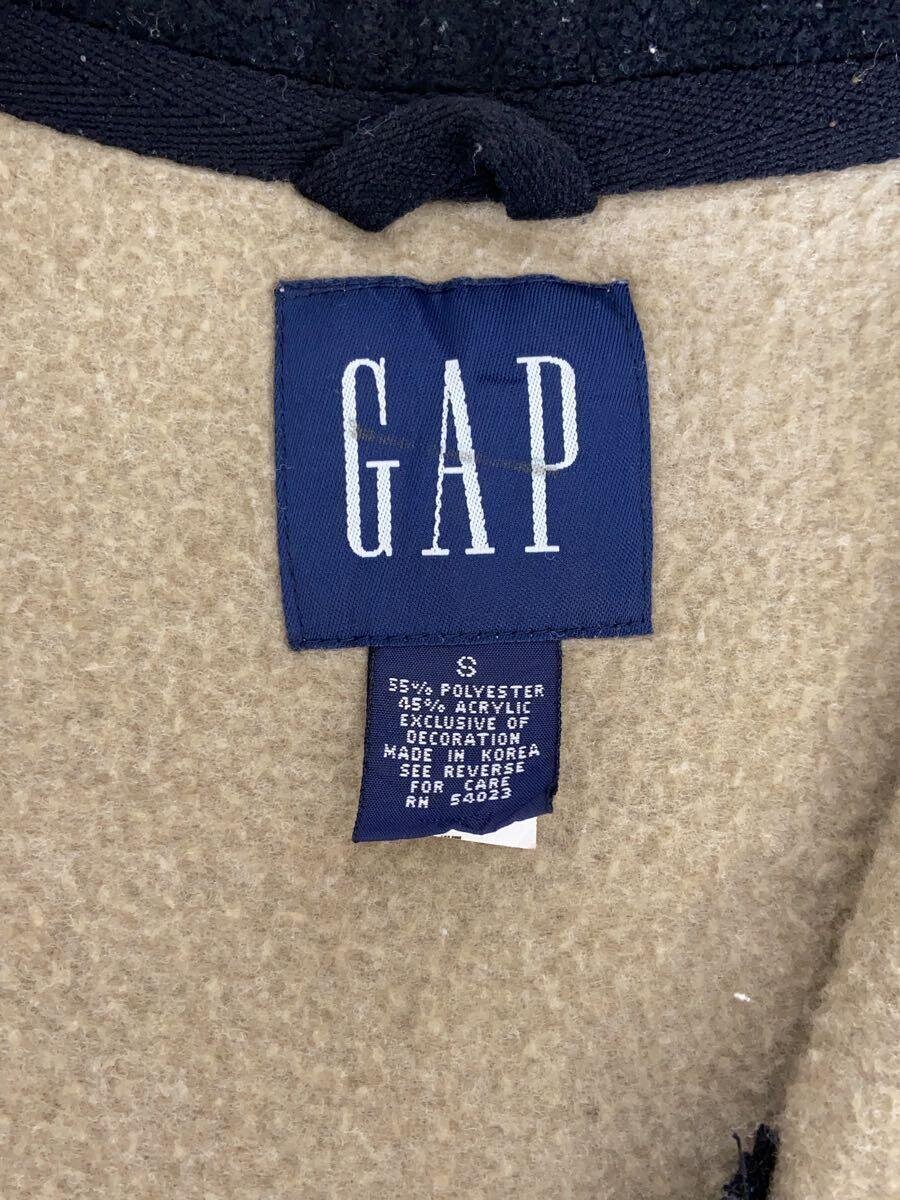 GAP
S
55% POLYESTER
45% ACRYLIC
EXCLUSIVE OF
DECORATION
MADE IN KOREA
SEE REVERSE
FOR CARE
RN 54023